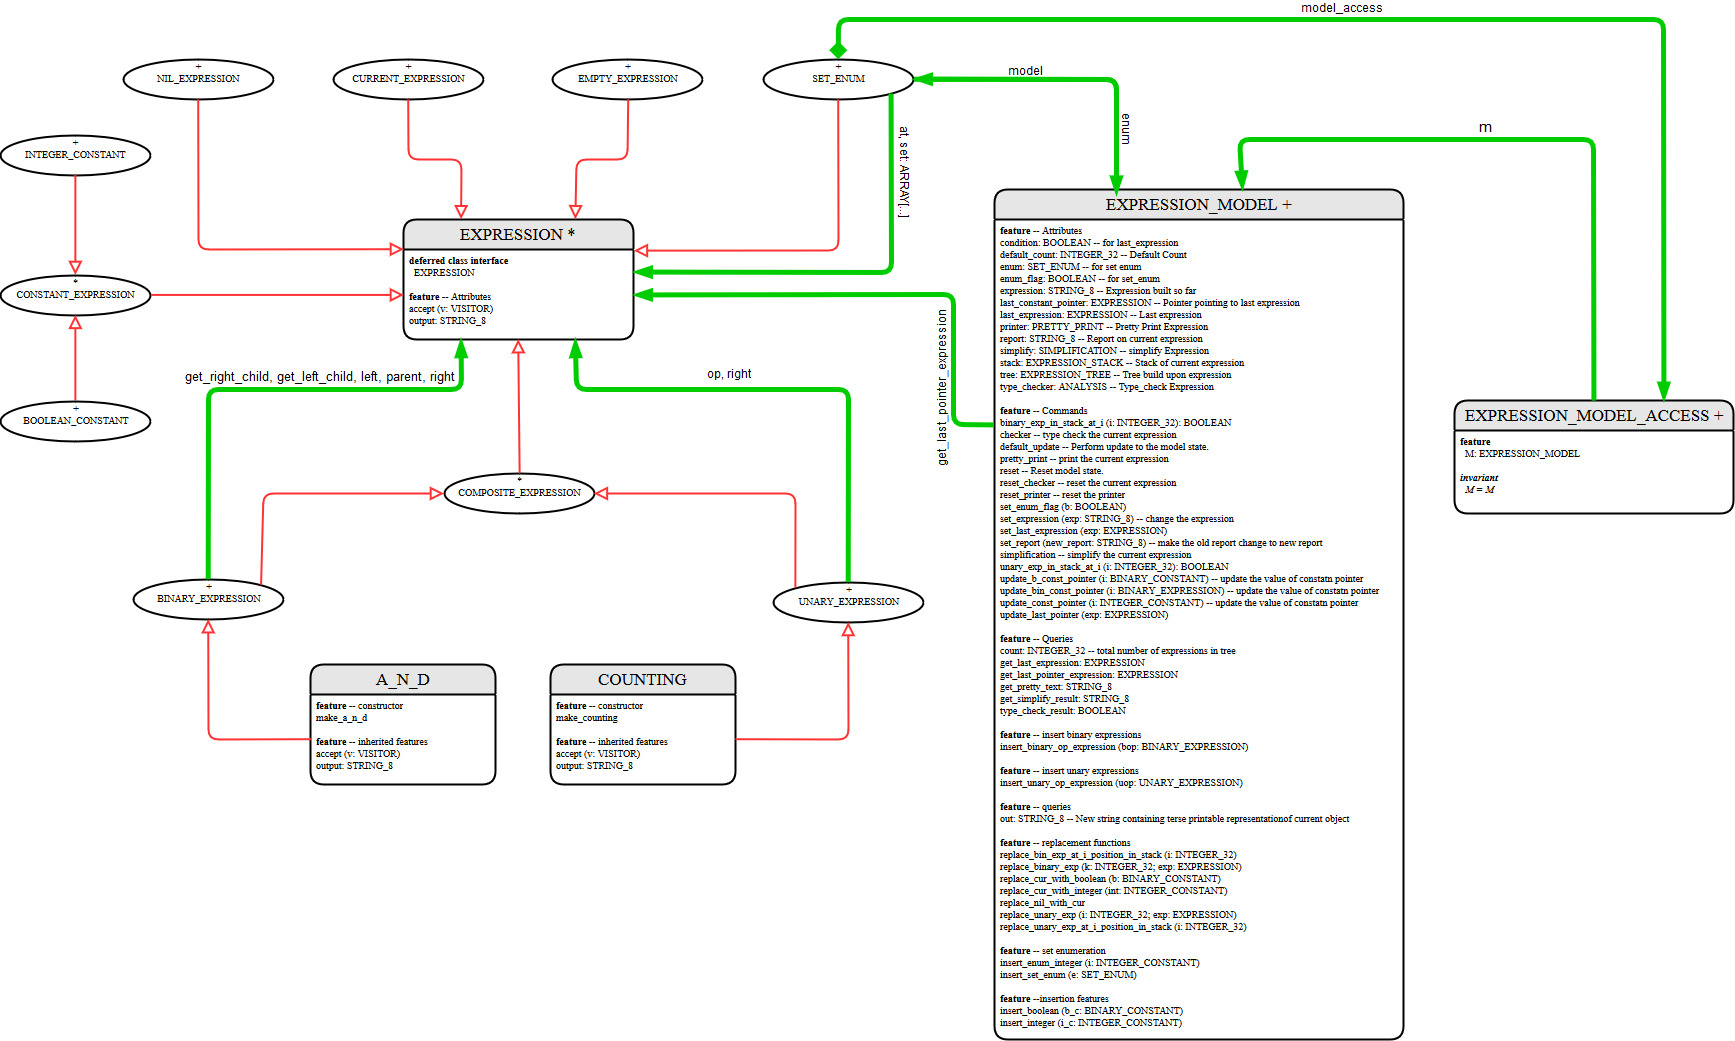 model_access
+
NIL_EXPRESSION
+
CURRENT_EXPRESSION
+
EMPTY_EXPRESSION
+
SET_ENUM
model
enum
at, set: ARRAY[...]
m
+
INTEGER_CONSTANT
*
CONSTANT_EXPRESSION
+
BOOLEAN_CONSTANT
EXPRESSION *
deferred class interface
EXPRESSION
feature -- Attributes
accept (v: VISITOR)
output: STRING_8
get_right_child, get_left_child, left, parent, right
op, right
get_last_pointer_expression
*
COMPOSITE_EXPRESSION
+
BINARY_EXPRESSION
+
UNARY_EXPRESSION
A_N_D
feature -- constructor
make_a_n_d
feature -- inherited features
accept (v: VISITOR)
output: STRING_8
COUNTING
feature -- constructor
make_counting
feature -- inherited features
accept (v: VISITOR)
output: STRING_8
EXPRESSION_MODEL +
feature -- Attributes
condition: BOOLEAN -- for last_expression
default_count: INTEGER_32 -- Default Count
enum: SET_ENUM -- for set enum
enum_flag: BOOLEAN -- for set_enum
expression: STRING_8 -- Expression built so far
last_constant_pointer: EXPRESSION -- Pointer pointing to last expression
last_expression: EXPRESSION -- Last expression
printer: PRETTY_PRINT -- Pretty Print Expression
report: STRING_8 -- Report on current expression
simplify: SIMPLIFICATION -- simplify Expression
stack: EXPRESSION_STACK -- Stack of current expression
tree: EXPRESSION_TREE -- Tree build upon expression
type_checker: ANALYSIS -- Type_check Expression
feature -- Commands
binary_exp_in_stack_at_i (i: INTEGER_32): BOOLEAN
checker -- type check the current expression
default_update -- Perform update to the model state.
pretty_print -- print the current expression
reset -- Reset model state.
reset_checker -- reset the current expression
reset_printer -- reset the printer
set_enum_flag (b: BOOLEAN)
set_expression (exp: STRING_8) -- change the expression
set_last_expression (exp: EXPRESSION)
set_report (new_report: STRING_8) -- make the old report change to new report
simplification -- simplify the current expression
unary_exp_in_stack_at_i (i: INTEGER_32): BOOLEAN
update_b_const_pointer (i: BINARY_CONSTANT) -- update the value of constatn pointer
update_bin_const_pointer (i: BINARY_EXPRESSION) -- update the value of constatn pointer
update_const_pointer (i: INTEGER_CONSTANT) -- update the value of constatn pointer
update_last_pointer (exp: EXPRESSION)
feature -- Queries
count: INTEGER_32 -- total number of expressions in tree
get_last_expression: EXPRESSION
get_last_pointer_expression: EXPRESSION
get_pretty_text: STRING_8
get_simplify_result: STRING_8
type_check_result: BOOLEAN
feature -- insert binary expressions
insert_binary_op_expression (bop: BINARY_EXPRESSION)
feature -- insert unary expressions
insert_unary_op_expression (uop: UNARY_EXPRESSION)
feature -- queries
out: STRING_8 -- New string containing terse printable representationof current object
feature -- replacement functions
replace_bin_exp_at_i_position_in_stack (i: INTEGER_32)
replace_binary_exp (k: INTEGER_32; exp: EXPRESSION)
replace_cur_with_boolean (b: BINARY_CONSTANT)
replace_cur_with_integer (int: INTEGER_CONSTANT)
replace_nil_with_cur
replace_unary_exp (i: INTEGER_32; exp: EXPRESSION)
replace_unary_exp_at_i_position_in_stack (i: INTEGER_32)
feature -- set enumeration
insert_enum_integer (i: INTEGER_CONSTANT)
insert_set_enum (e: SET_ENUM)
feature --insertion features
insert_boolean (b_c: BINARY_CONSTANT)
insert_integer (i_c: INTEGER_CONSTANT)
EXPRESSION_MODEL_ACCESS +
feature
M: EXPRESSION_MODEL
invariant
M = M